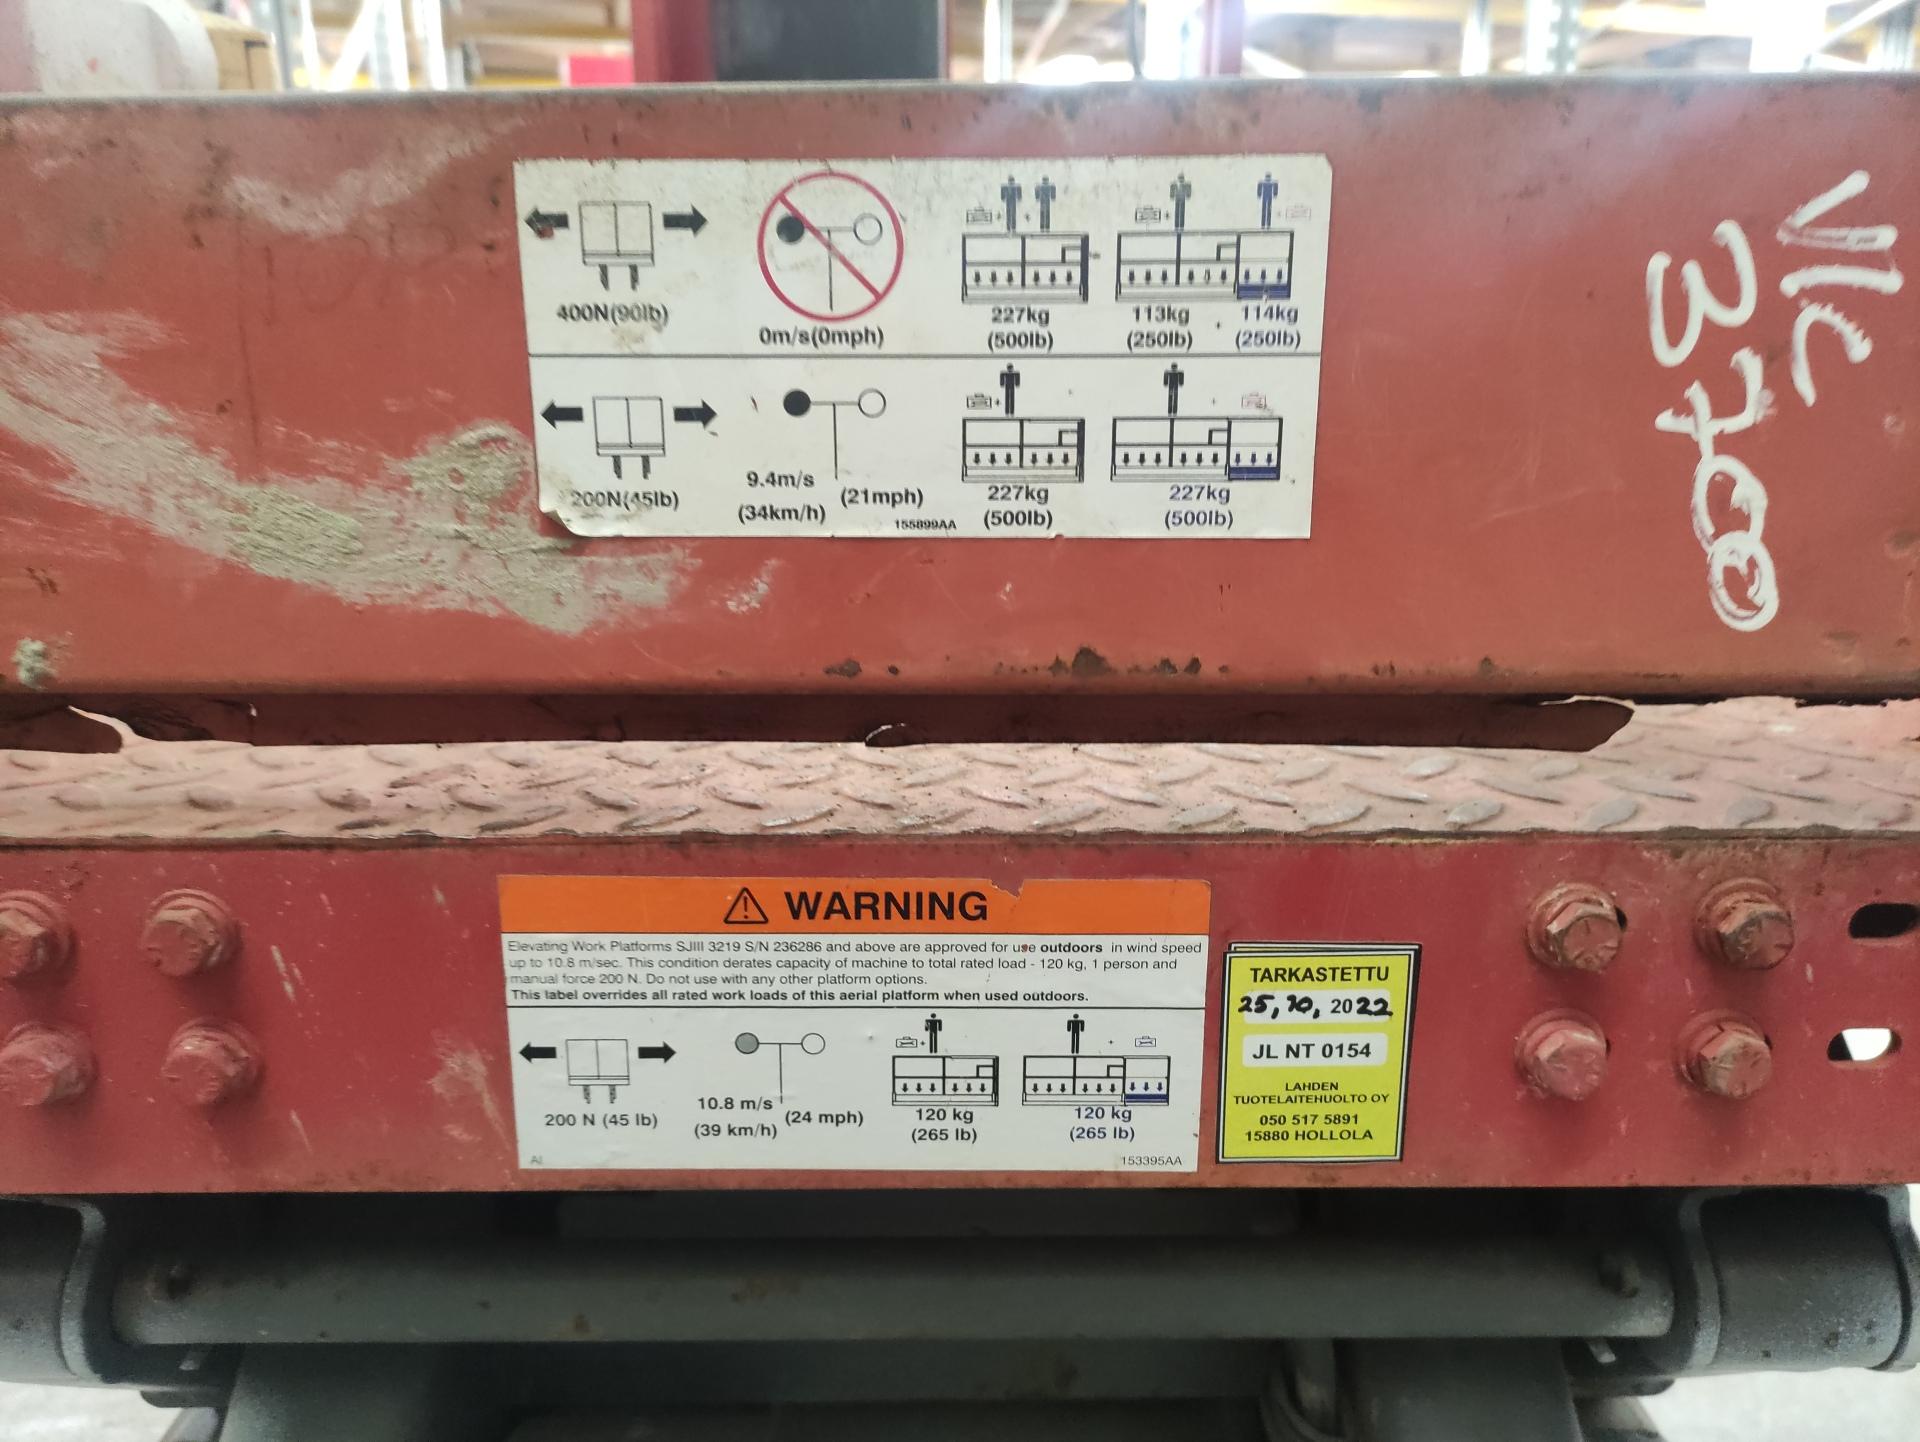 400N(90lb)
0m/s(0mph)
227kg
(500lb)
113kg
(250lb)
+
114kg
(250lb)
200N(45lb)
9.4m/s
(34km/h)
(21mph)
155899AA
227kg
(500lb)
227kg
(500lb)
VLC
3700
WARNING
Elevating Work Platforms SJIII 3219 S/N 236286 and above are approved for use outdoors in wind speed
up to 10.8 m/sec. This condition derates capacity of machine to total rated load - 120 kg, 1 person and
manual force 200 N. Do not use with any other platform options.
This label overrides all rated work loads of this aerial platform when used outdoors.
200 N (45 lb)
10.8 m/s
(39 km/h)
(24 mph)
120 kg
(265 lb)
120 kg
(265 lb)
AI
153395AA
TARKASTETTU
25, 10, 2022
JL NT 0154
LAHDEN
TUOTELAITEHUOLTO OY
050 517 5891
15880 HOLLOLA